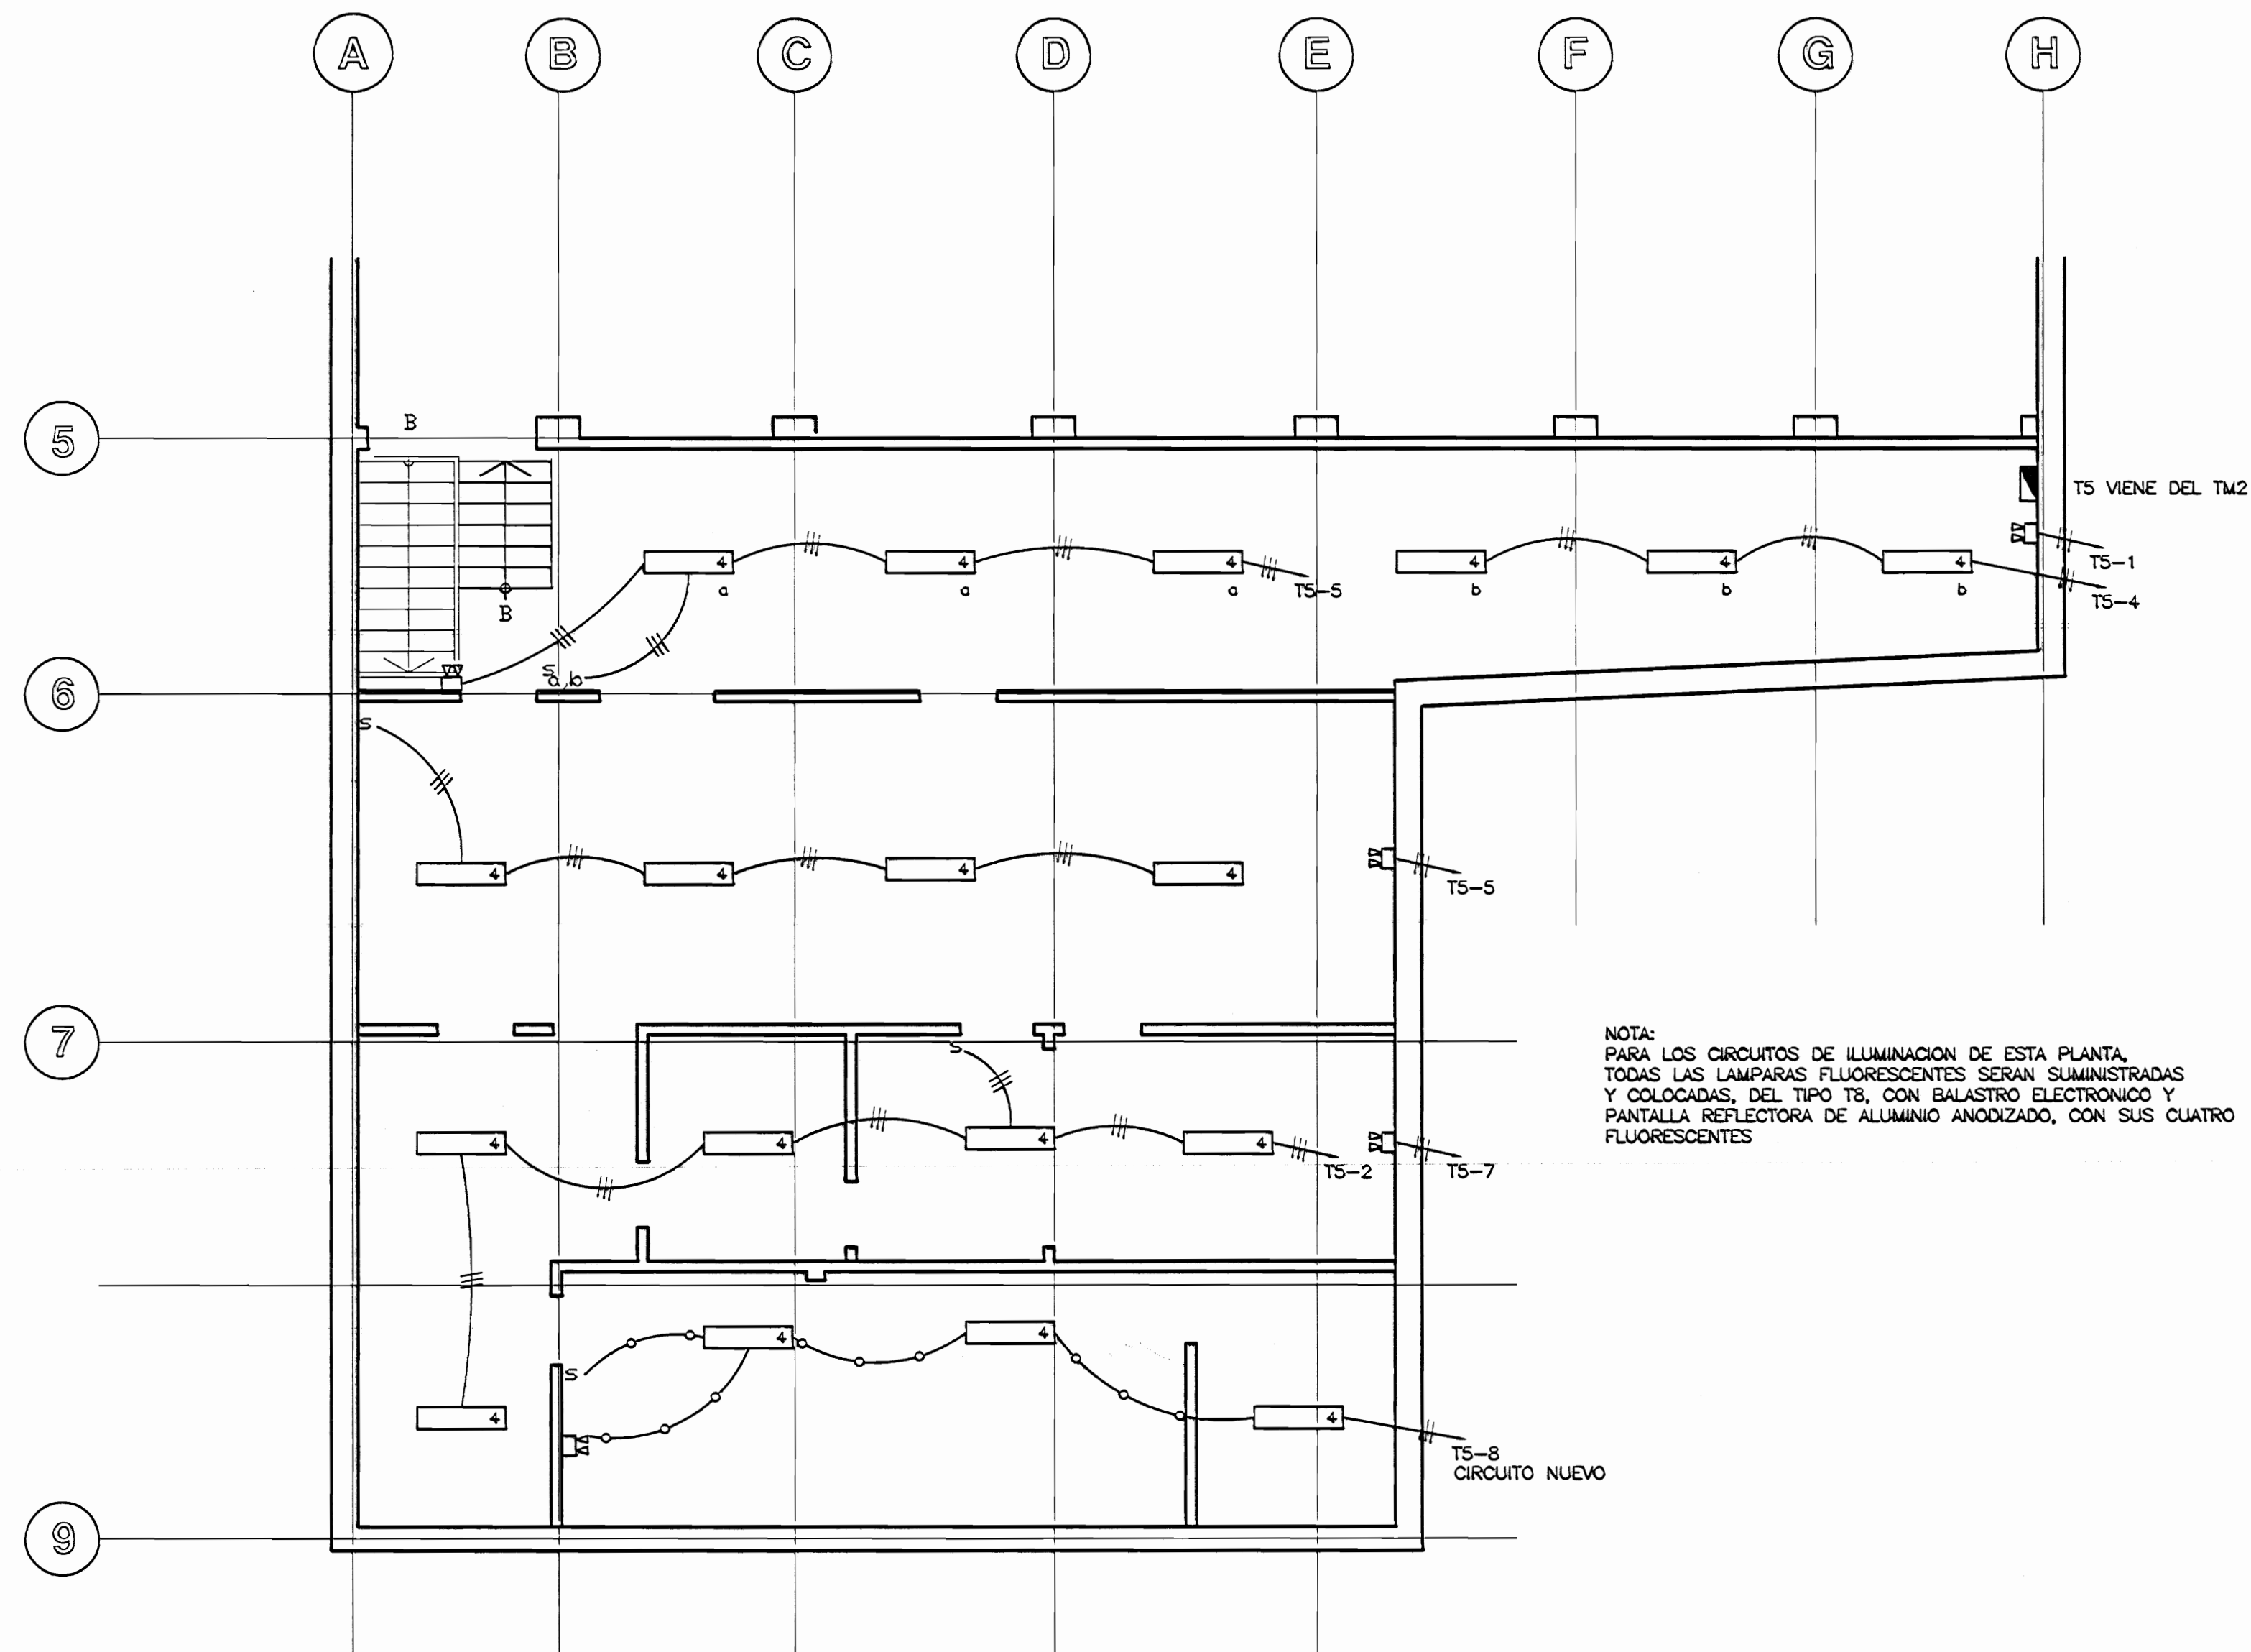 A B C D E F G H
5
B
T5 VIENE DEL TM2
T5-1
4 4 4 4 4 4
a a a T5-5 b b b T5-4
B
S
a,b
6
S
4 4 4 4
T5-5
7
S
NOTA:
PARA LOS CIRCUITOS DE ILUMINACION DE ESTA PLANTA,
TODAS LAS LAMPARAS FLUORESCENTES SERAN SUMINISTRADAS
Y COLOCADAS, DEL TIPO T8, CON BALASTRO ELECTRONICO Y
PANTALLA REFLECTORA DE ALUMINIO ANODIZADO, CON SUS CUATRO
FLUORESCENTES
4 4 4 4
T5-2 T5-7
4 4
S
4 4
T5-8
CIRCUITO NUEVO
9